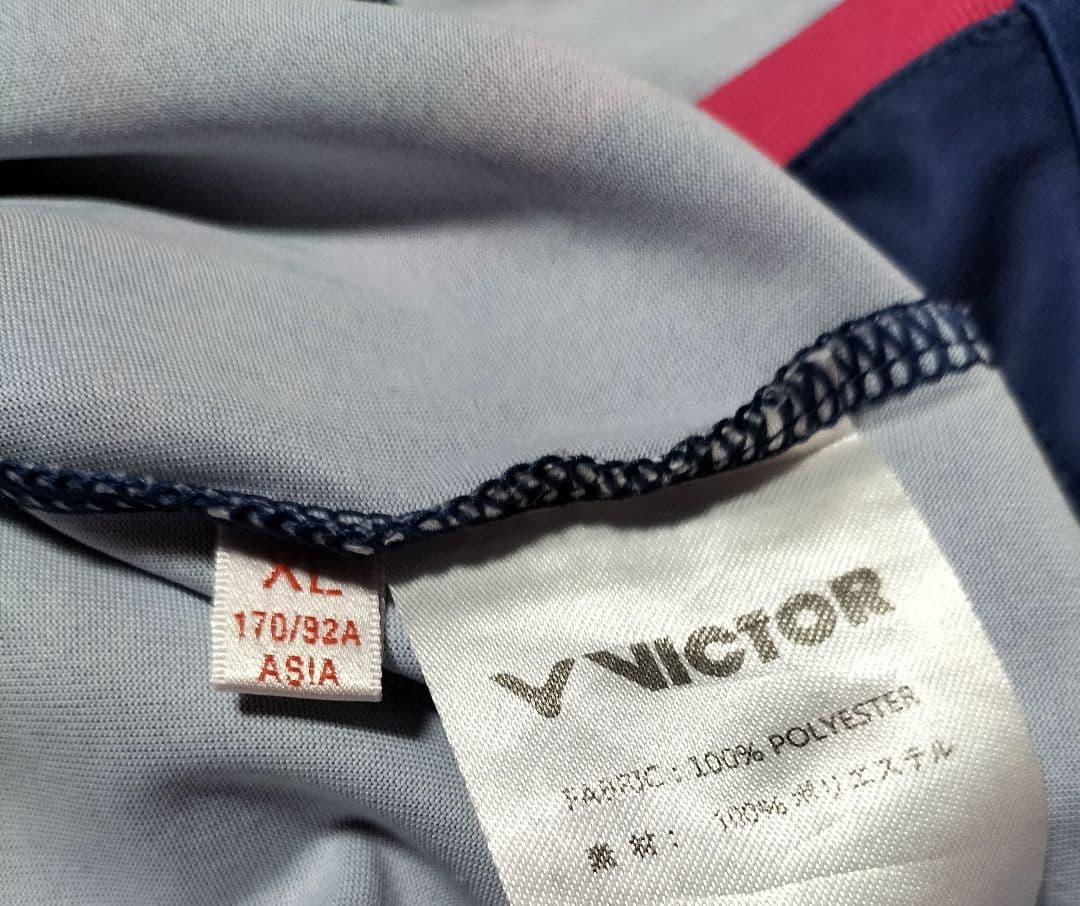 XL
170/92A
ASIA
VICTOR
FABRIC : 100% POLYESTER
素 材 : 100% ポリエステル